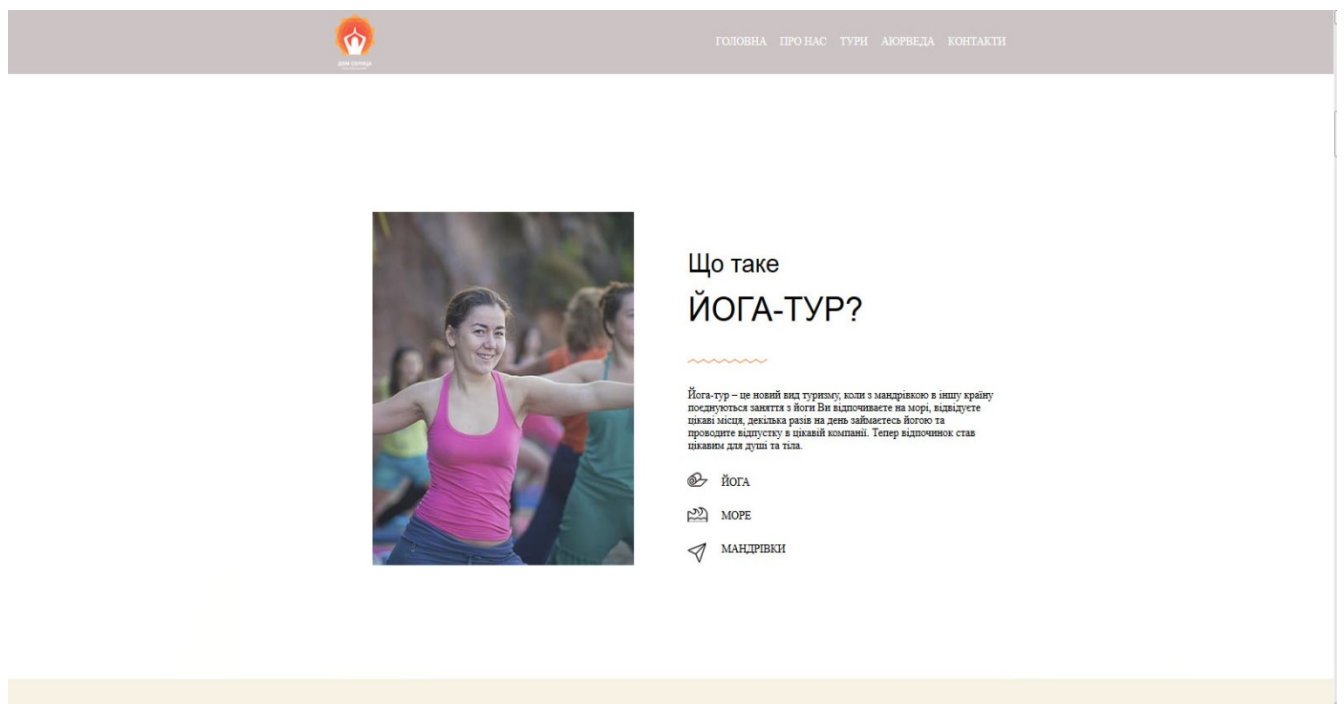 ДОМ СОЛНЦА
ГОЛОВНА ПРО НАС ТУРИ АЮРВЕДА КОНТАКТИ
Що таке
ЙОГА-ТУР?
Йога-тур – це новий вид туризму, коли з мандрівкою в іншу країну
поєднуються заняття з йоги Ви відпочиваєте на морі, відвідуєте
цікаві місця, декілька разів на день займаєтесь йогою та
проводите відпустку в цікавій компанії. Тепер відпочинок став
цікавим для душі та тіла.
ЙОГА
МОРЕ
МАНДРІВКИ